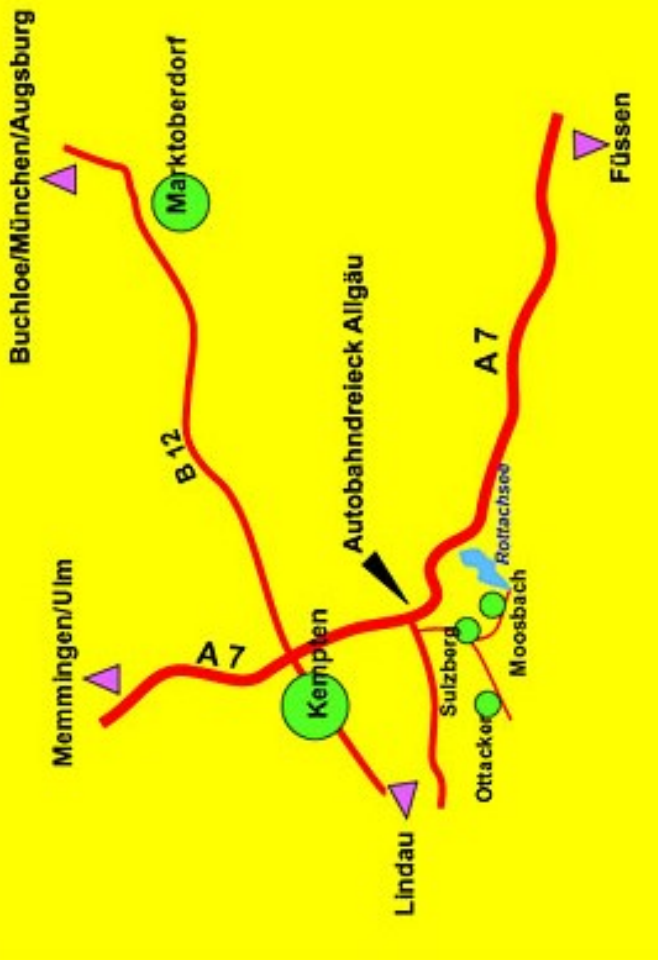 Buchloe/München/Augsburg
Marktoberdorf
Memmingen/Ulm
B 12
A 7
Kempten
Autobahndreieck Allgäu
A 7
Lindau
Sulzberg
Ottacker
Rottachsee
Moosbach
Füssen